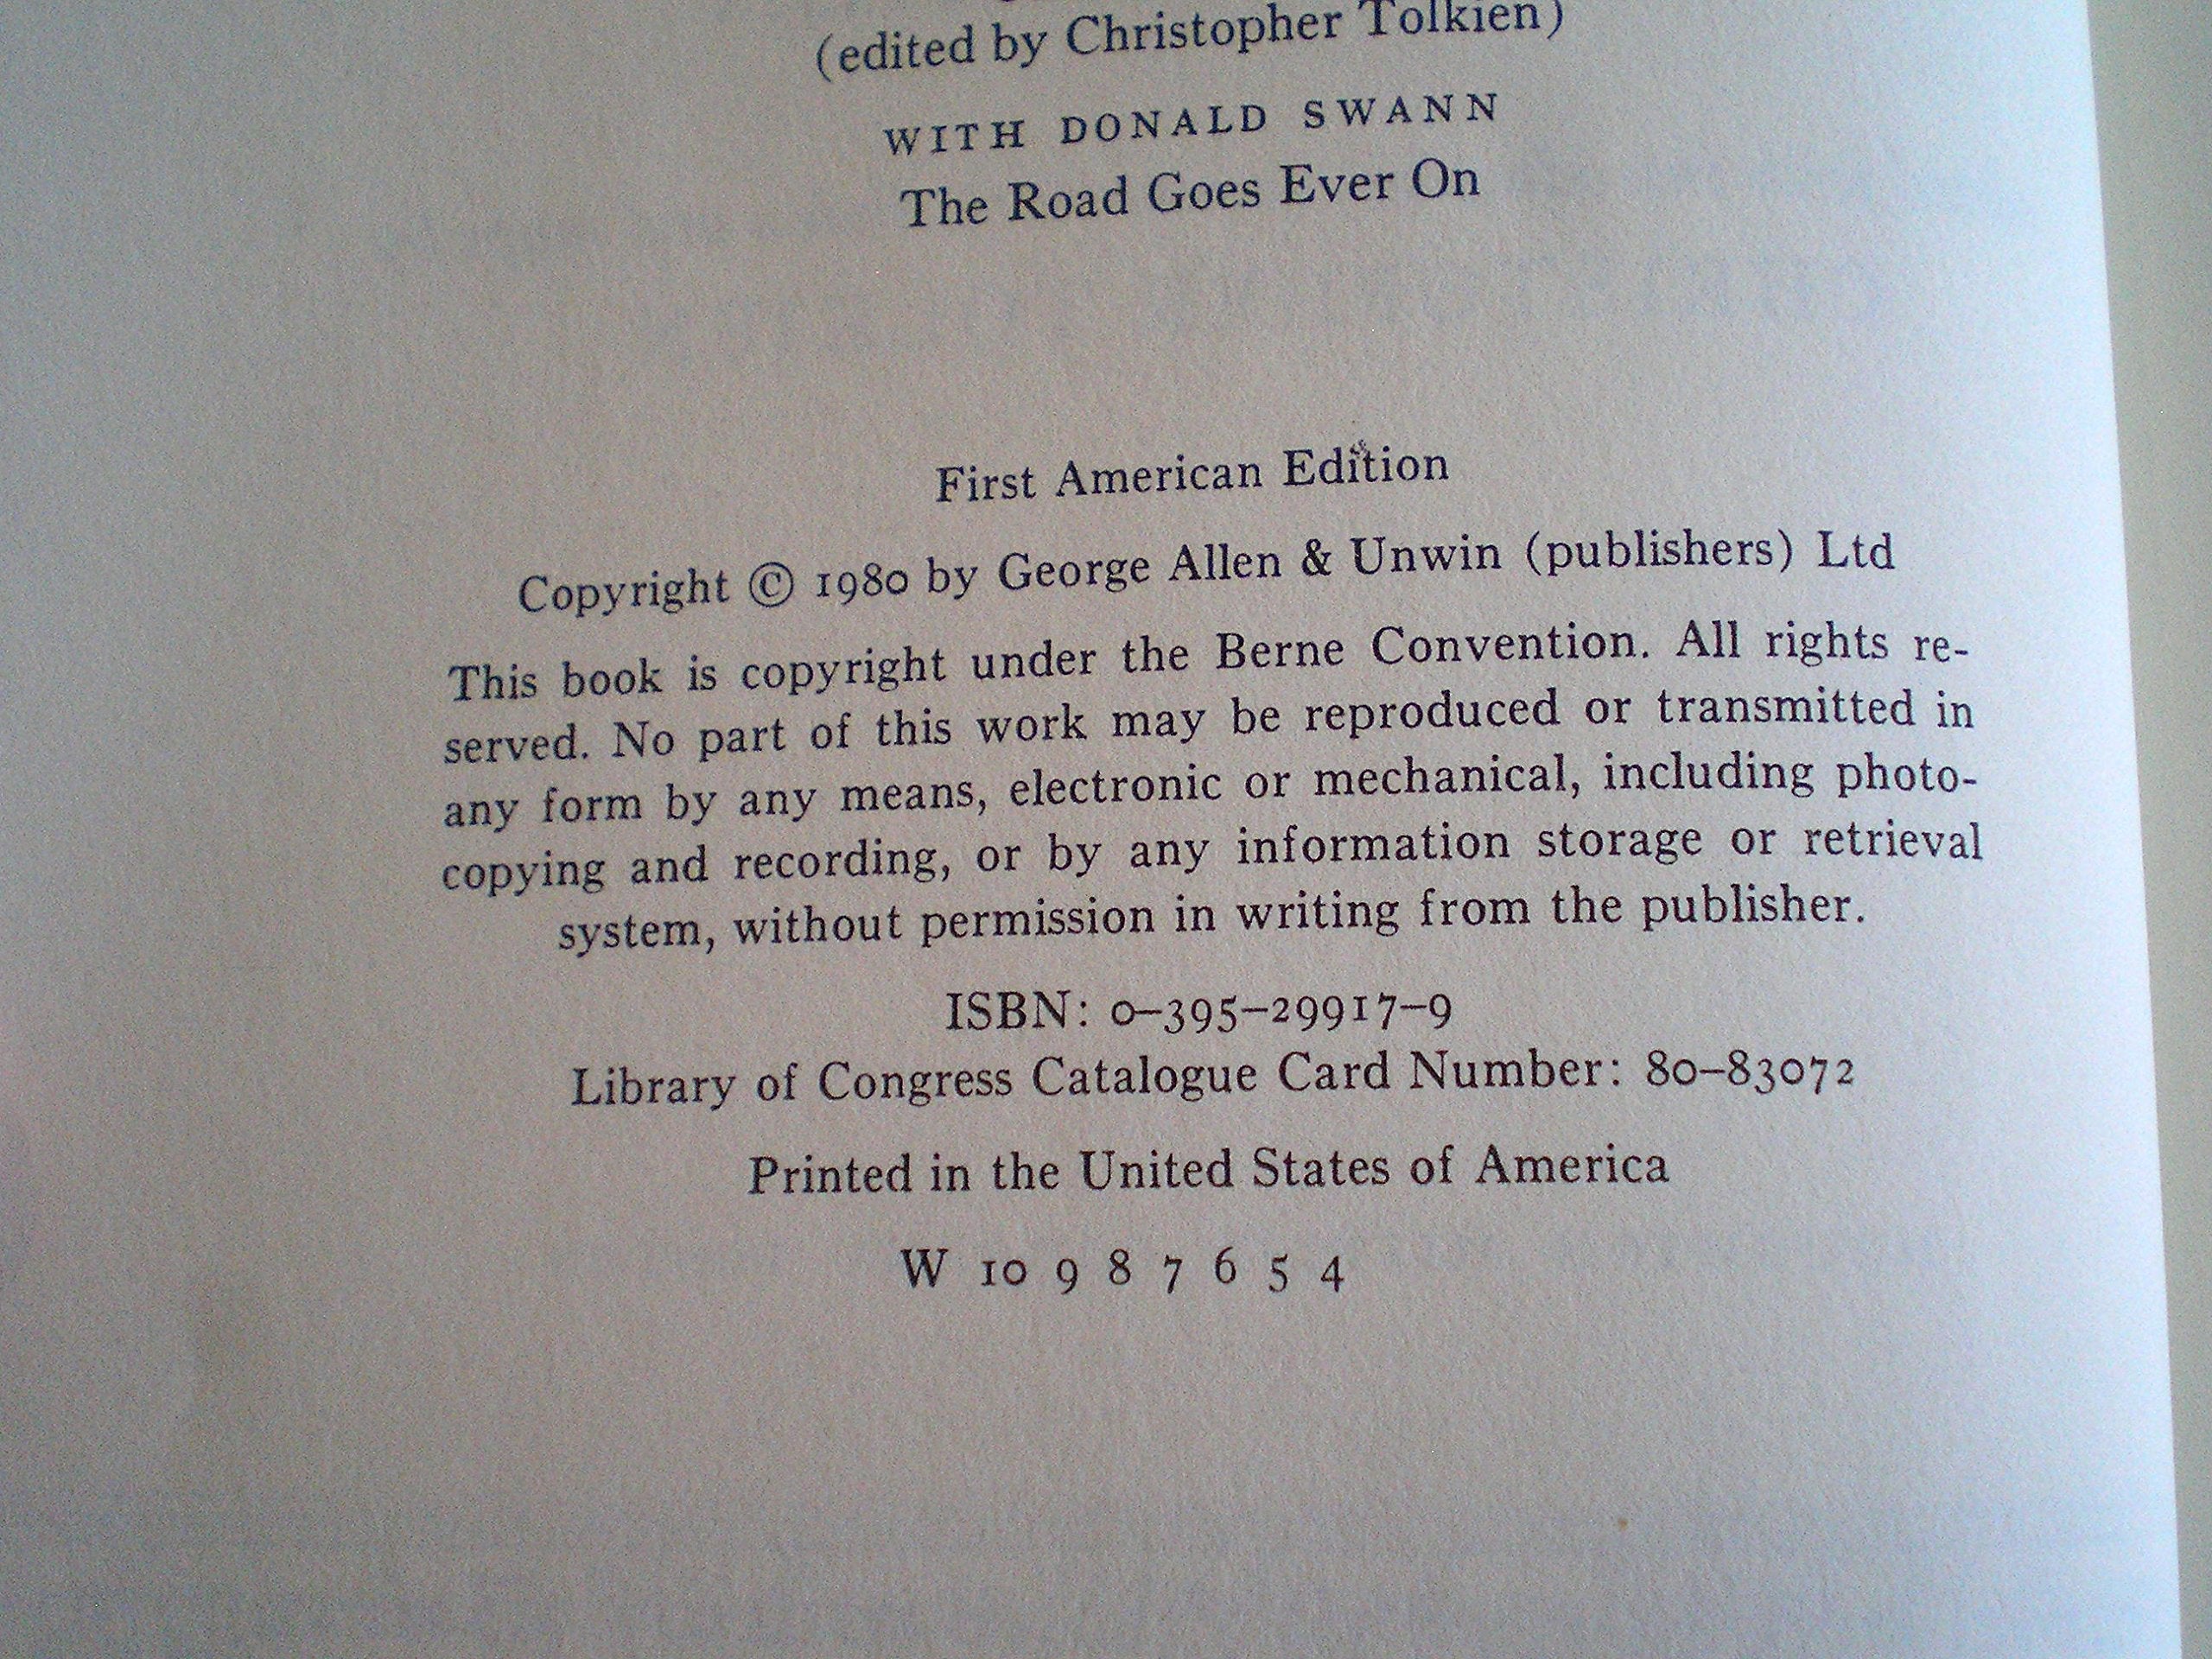 (edited by Christopher Tolkien)
WITH DONALD SWANN
The Road Goes Ever On
First American Edition
Copyright © 1980 by George Allen & Unwin (publishers) Ltd
This book is copyright under the Berne Convention. All rights re-
served. No part of this work may be reproduced or transmitted in
any form by any means, electronic or mechanical, including photo-
copying and recording, or by any information storage or retrieval
system, without permission in writing from the publisher.
ISBN: 0–395–29917–9
Library of Congress Catalogue Card Number: 80–83072
Printed in the United States of America
W 10 9 8 7 6 5 4